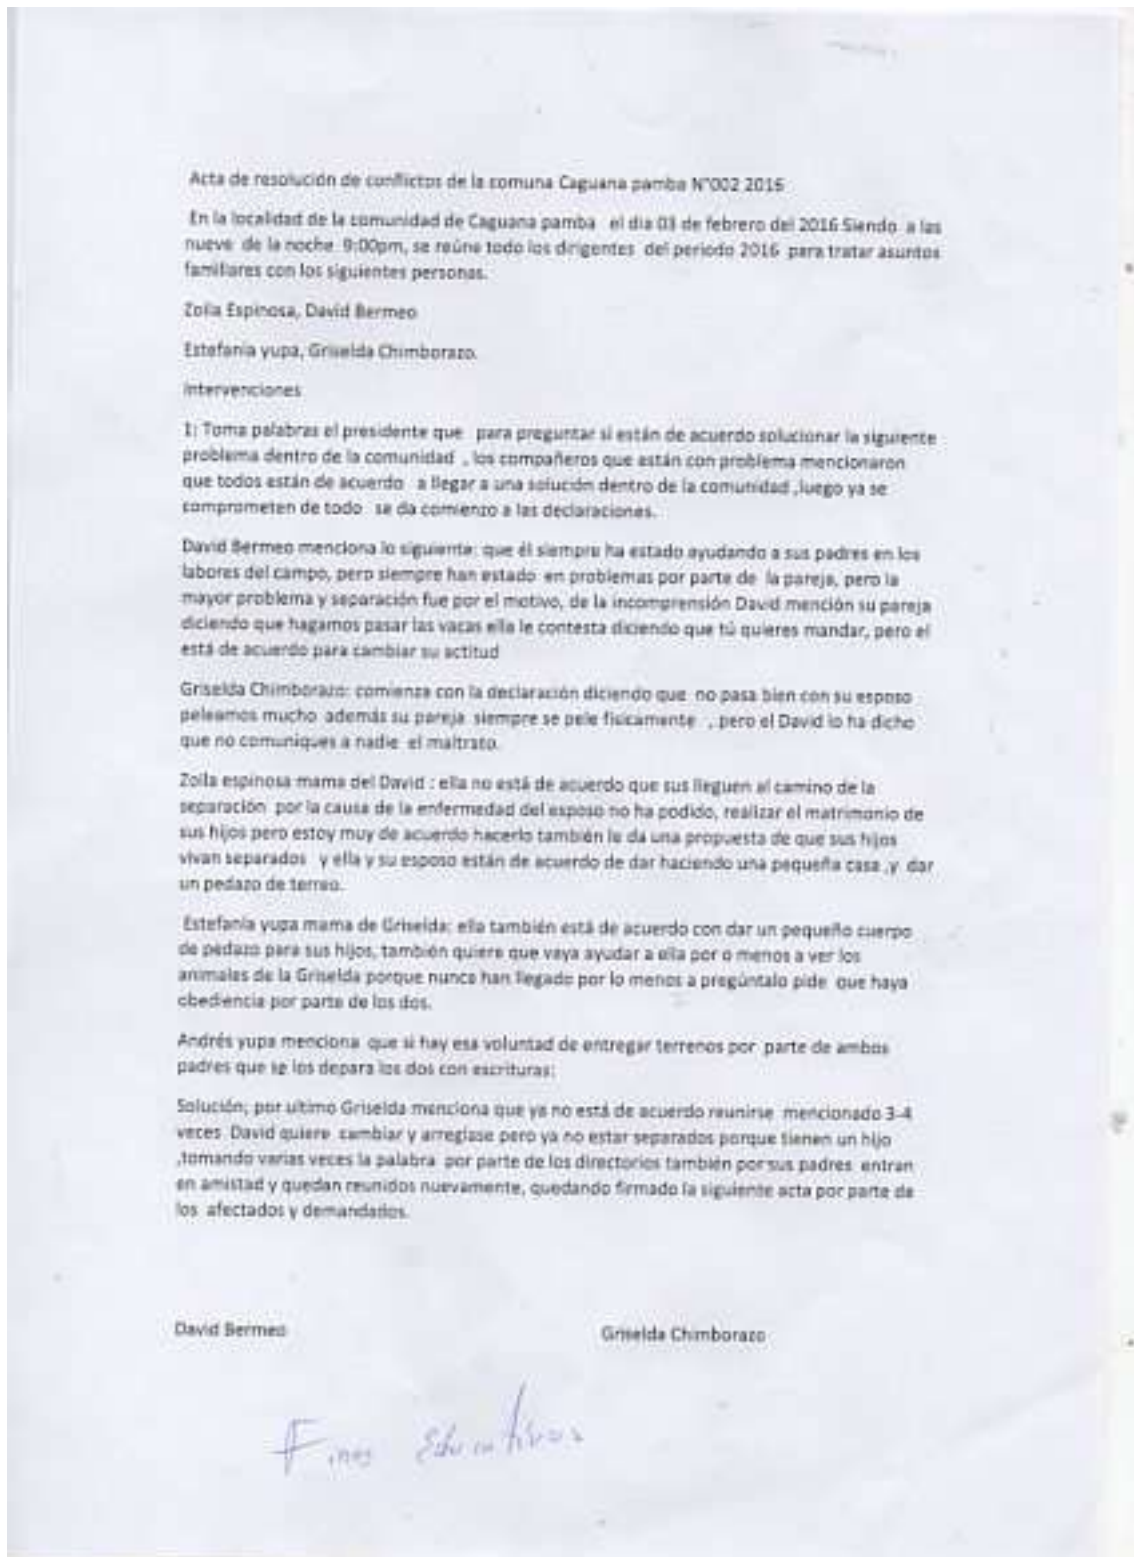 Acta de resolución de conflictos de la comuna Caguana pamba N°002 2016
En la localidad de la comunidad de Caguana pamba el dia 03 de febrero del 2016 Siendo a las
nueve de la noche 9:00pm, se reúne todo los dirigentes del periodo 2016 para tratar asuntos
familiares con los siguientes personas.
Zoila Espinosa, David Bermeo
Estefanía yupa, Griselda Chimborazo.
Intervenciones
1: Toma palabras el presidente que para preguntar si están de acuerdo solucionar la siguiente
problema dentro de la comunidad , los compañeros que están con problema mencionaron
que todos están de acuerdo a llegar a una solución dentro de la comunidad ,luego ya se
comprometen de todo se da comienzo a las declaraciones.
David Bermeo menciona lo siguiente: que él siempre ha estado ayudando a sus padres en los
labores del campo, pero siempre han estado en problemas por parte de la pareja, pero la
mayor problema y separación fue por el motivo, de la incomprensión David mención su pareja
diciendo que hagamos pasar las vacas ella le contesta diciendo que tú quieres mandar, pero el
está de acuerdo para cambiar su actitud
Griselda Chimborazo: comienza con la declaración diciendo que no pasa bien con su esposo
peleamos mucho además su pareja siempre se pele físicamente , pero el David lo ha dicho
que no comuniques a nadie el maltrato.
Zoila espinosa mama del David : ella no está de acuerdo que sus lleguen al camino de la
separación por la causa de la enfermedad del esposo no ha podido, realizar el matrimonio de
sus hijos pero estoy muy de acuerdo hacerlo también le da una propuesta de que sus hijos
vivan separados y ella y su esposo están de acuerdo de dar haciendo una pequeña casa ,y dar
un pedazo de terreo.
Estefanía yupa mama de Griselda: ella también está de acuerdo con dar un pequeño cuerpo
de pedazo para sus hijos, también quiere que vaya ayudar a ella por o menos a ver los
animales de la Griselda porque nunca han llegado por lo menos a pregúntalo pide que haya
obediencia por parte de los dos.
Andrés yupa menciona que si hay esa voluntad de entregar terrenos por parte de ambos
padres que se los depara los dos con escrituras;
Solución; por ultimo Griselda menciona que ya no está de acuerdo reunirse mencionado 3-4
veces David quiere cambiar y arreglase pero ya no estar separados porque tienen un hijo
,tomando varias veces la palabra por parte de los directorios también por sus padres entran
en amistad y quedan reunidos nuevamente, quedando firmado la siguiente acta por parte de
los afectados y demandados.
David Bermeo Griselda Chimborazo
Fines Educativos